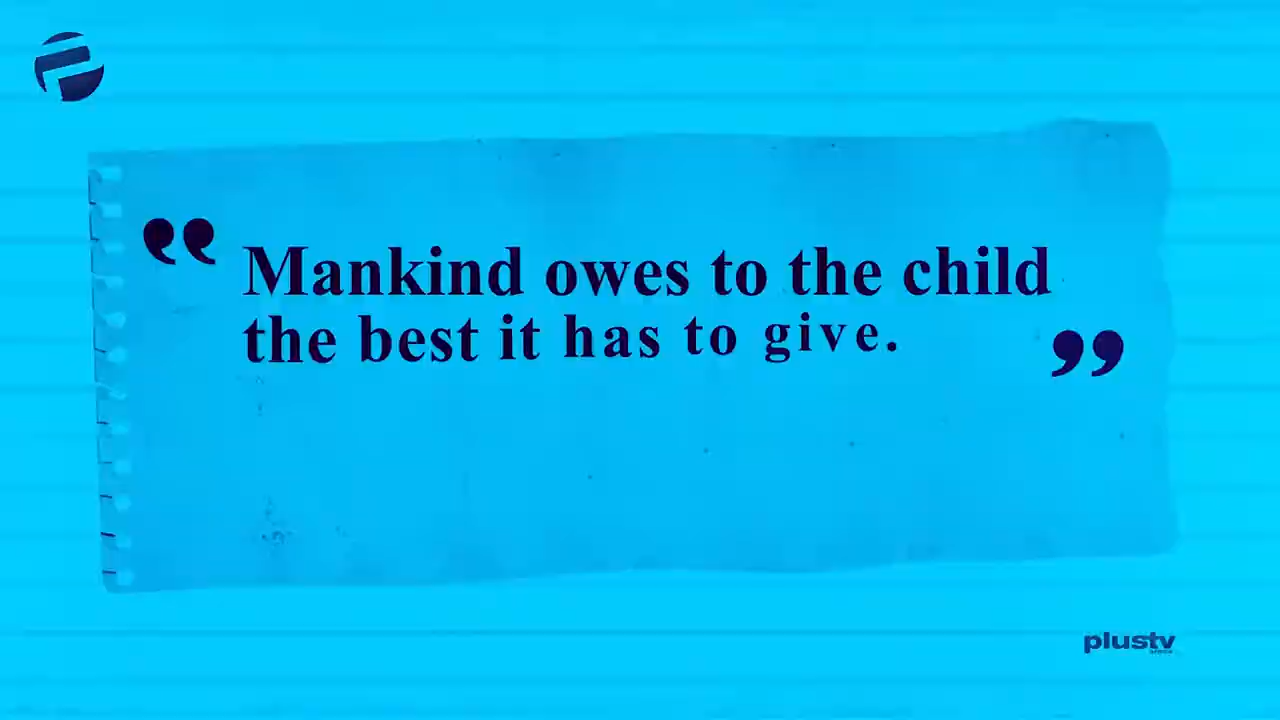 “ Mankind owes to the child
the best it has to give. ”
plustv